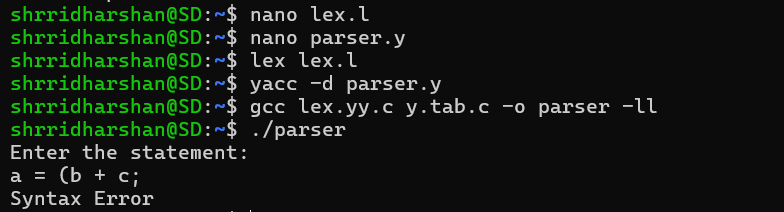 shrridharshan@SD:~$ nano lex.l
shrridharshan@SD:~$ nano parser.y
shrridharshan@SD:~$ lex lex.l
shrridharshan@SD:~$ yacc -d parser.y
shrridharshan@SD:~$ gcc lex.yy.c y.tab.c -o parser -ll
shrridharshan@SD:~$ ./parser
Enter the statement:
a = (b + c;
Syntax Error